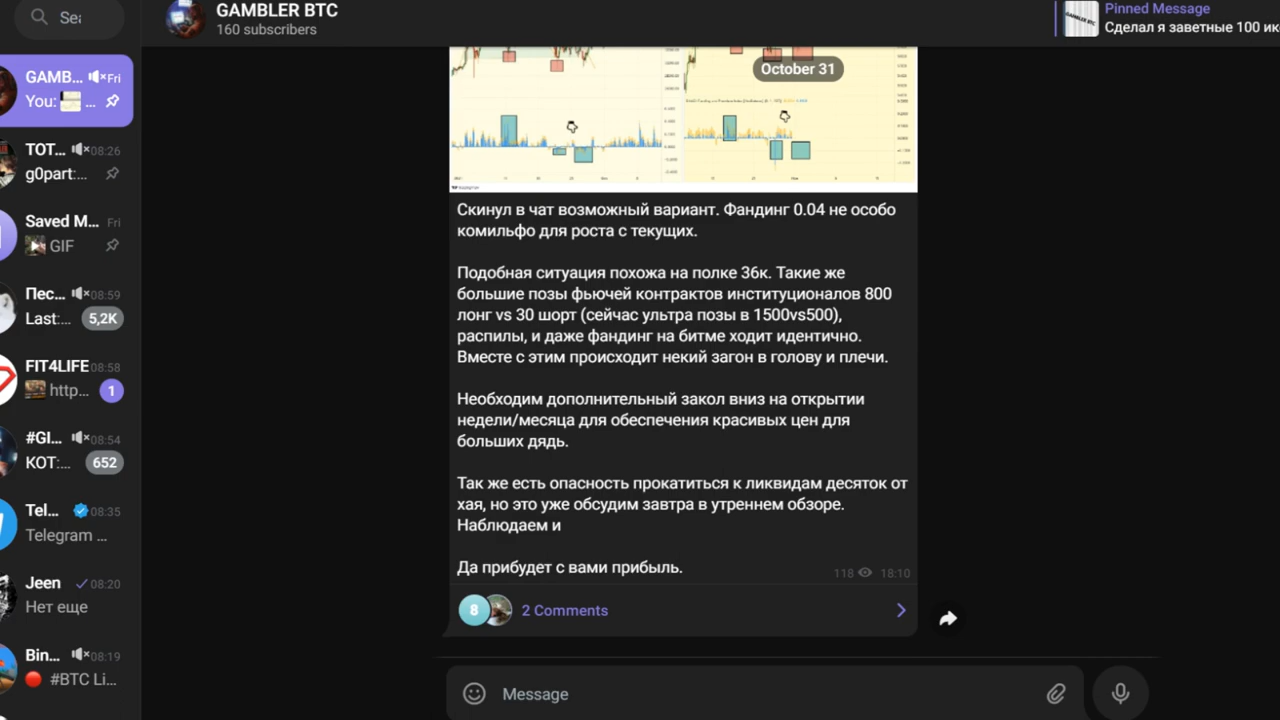 GAMBLER BTC
160 subscribers
Pinned Message
Сделал я заветные 100 ик
GAMB... Fri
You: ...
TOT... 08:26
g0part:...
Saved M... Fri
GIF
Пес... 08:59
Last:... 5,2K
FIT4LIFE 08:58
http... 1
#GI... 08:54
КОТ:... 652
Tel... 08:35
Telegram ...
Jeen 08:20
Нет еще
Bin... 08:19
#BTC Li...
October 31
Скинул в чат возможный вариант. Фандинг 0.04 не особо
комильфо для роста с текущих.
Подобная ситуация похожа на полке 36к. Такие же
большие позы фьючей контрактов институционалов 800
лонг vs 30 шорт (сейчас ультра позы в 1500vs500),
распилы, и даже фандинг на битме ходит идентично.
Вместе с этим происходит некий загон в голову и плечи.
Необходим дополнительный закол вниз на открытии
недели/месяца для обеспечения красивых цен для
больших дядь.
Так же есть опасность прокатиться к ликвидам десяток от
хая, но это уже обсудим завтра в утреннем обзоре.
Наблюдаем и
Да прибудет с вами прибыль.
118 18:10
8 2 Comments
Message